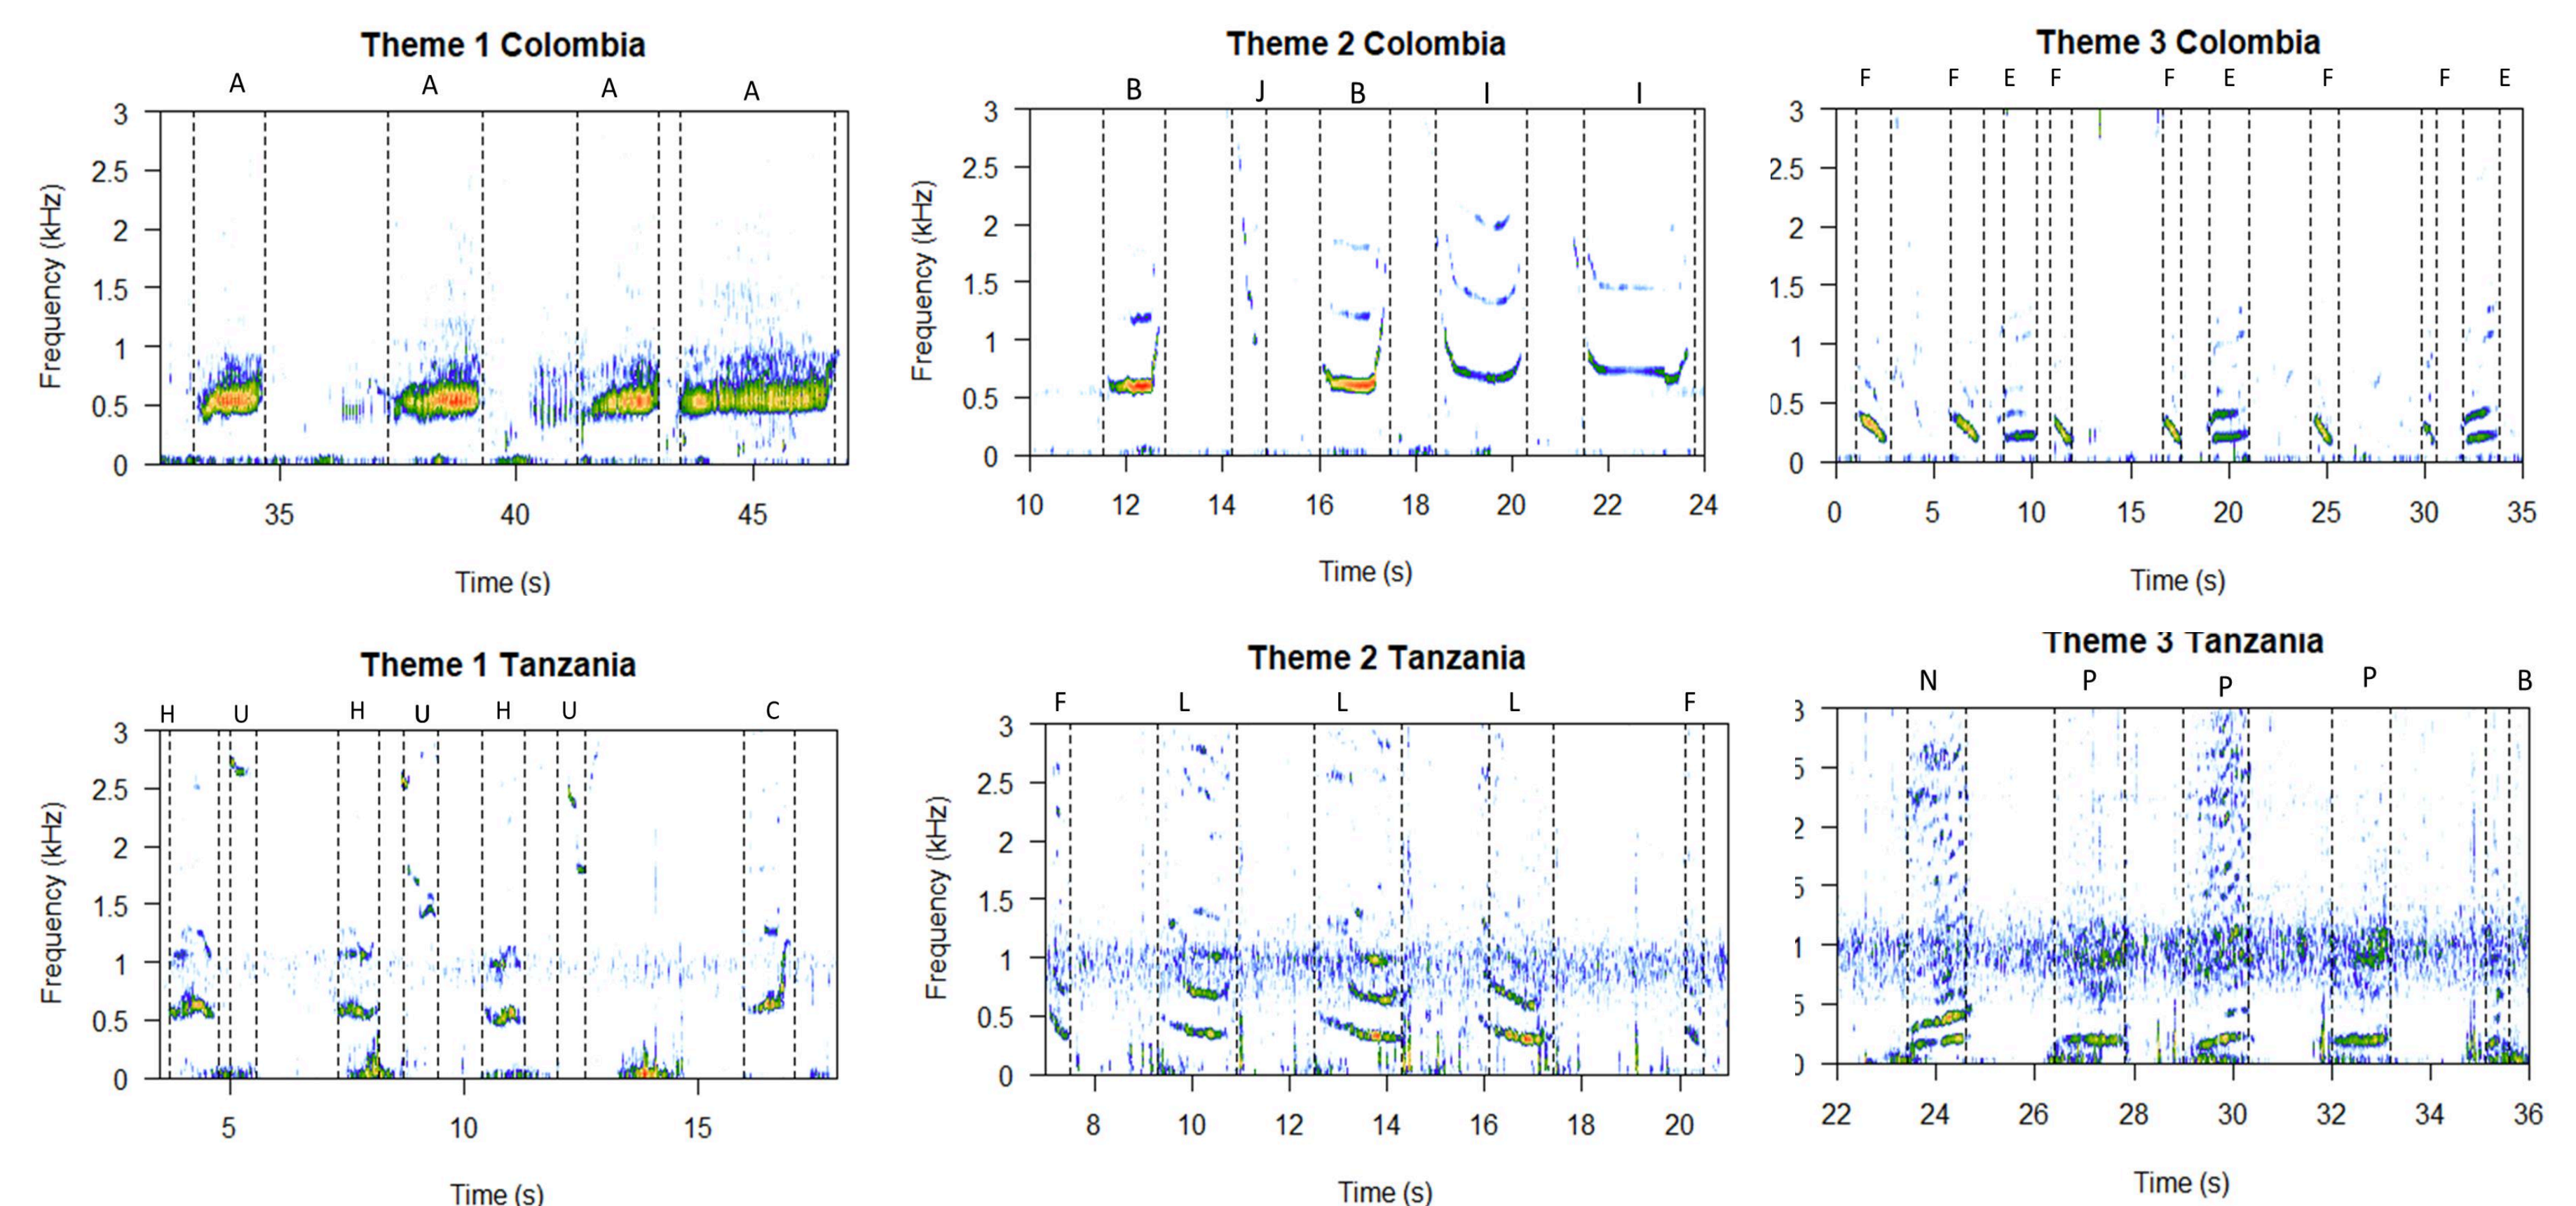 Theme 1 Colombia
A A A A
Frequency (kHz)
3
2.5
2
1.5
1
0.5
0
35 40 45
Time (s)
Theme 2 Colombia
B J B I I
Frequency (kHz)
3
2.5
2
1.5
1
0.5
0
10 12 14 16 18 20 22 24
Time (s)
Theme 3 Colombia
F F E F F E F F E
3
2.5
2
1.5
1
0.5
0
0 5 10 15 20 25 30 35
Time (s)
Theme 1 Tanzania
H U H U H U C
Frequency (kHz)
3
2.5
2
1.5
1
0.5
0
5 10 15
Time (s)
Theme 2 Tanzania
F L L L F
Frequency (kHz)
3
2.5
2
1.5
1
0.5
0
8 10 12 14 16 18 20
Time (s)
Theme 3 Tanzania
N P P P B
3
5
2
5
1
5
0
22 24 26 28 30 32 34 36
Time (s)